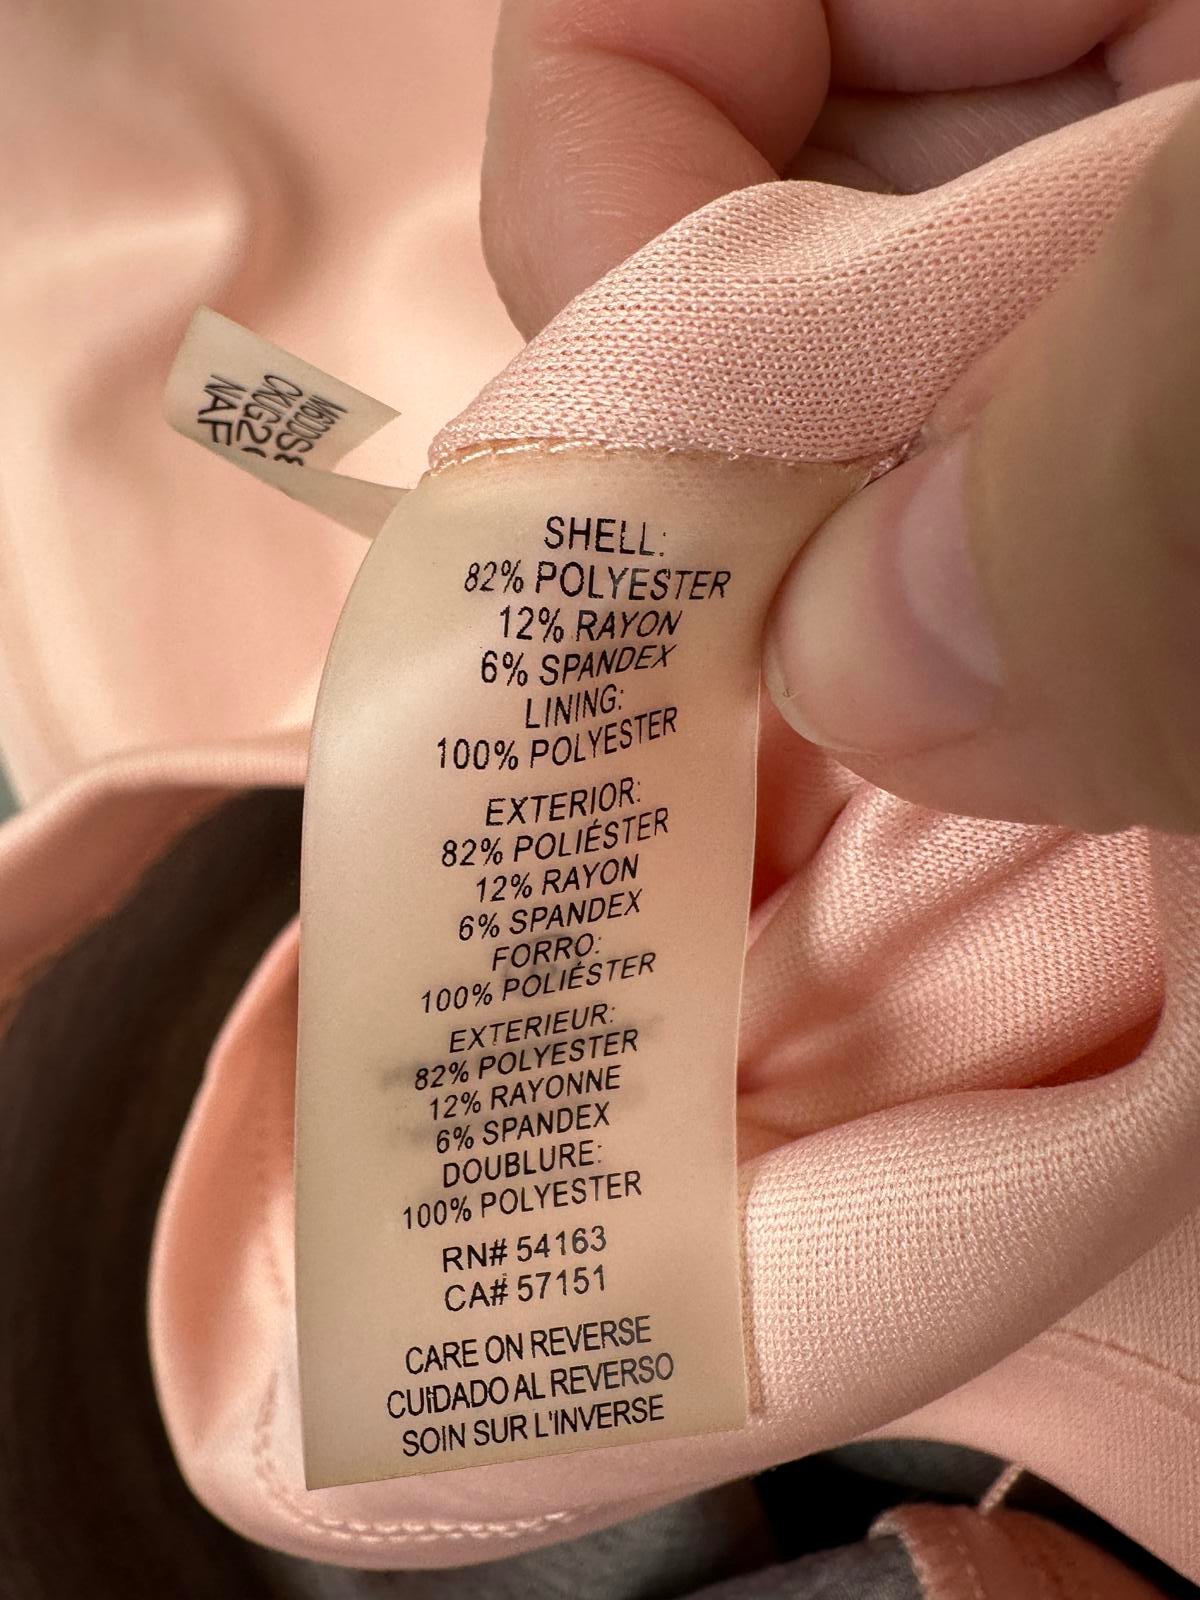 SHELL:
82% POLYESTER
12% RAYON
6% SPANDEX
LINING:
100% POLYESTER
EXTERIOR:
82% POLIÉSTER
12% RAYON
6% SPANDEX
FORRO:
100% POLIÉSTER
EXTERIEUR:
82% POLYESTER
12% RAYONNE
6% SPANDEX
DOUBLURE:
100% POLYESTER
RN# 54163
CA# 57151
CARE ON REVERSE
CUIDADO AL REVERSO
SOIN SUR L'INVERSE